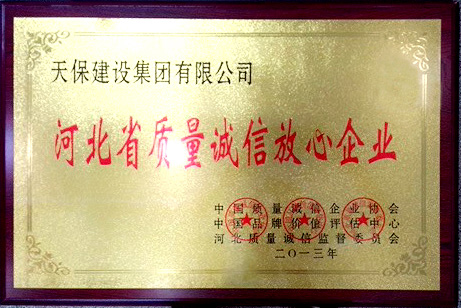 天保建设集团有限公司
河北省质量诚信放心企业
中国质量诚信企业协会
中国品牌价值评估中心
河北质量诚信监督委员会
二〇一三年